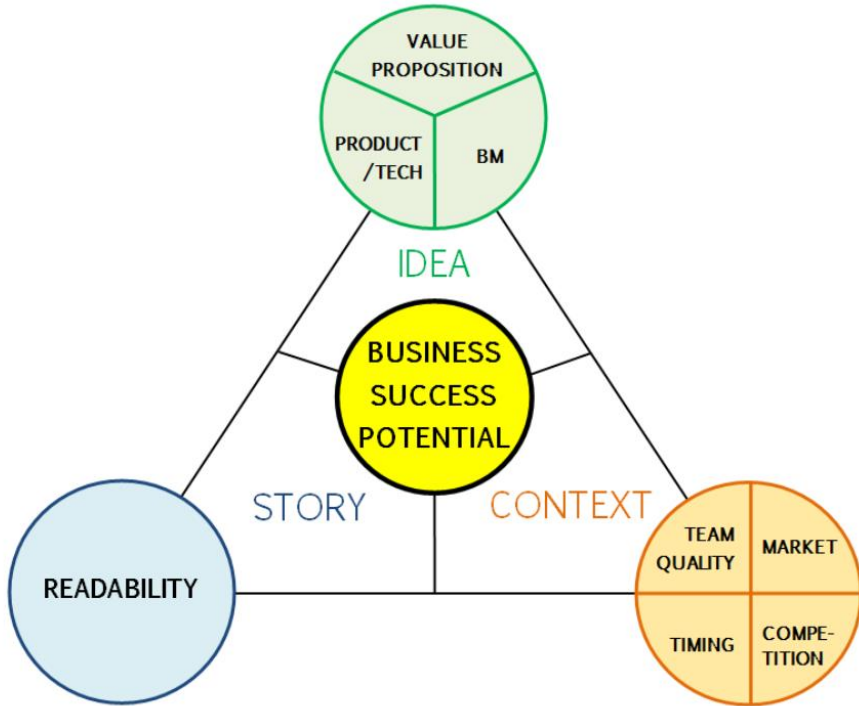 VALUE
PROPOSITION
PRODUCT
/TECH
BM
IDEA
BUSINESS
SUCCESS
POTENTIAL
STORY
CONTEXT
READABILITY
TEAM
QUALITY
MARKET
TIMING
COMPE-
TITION